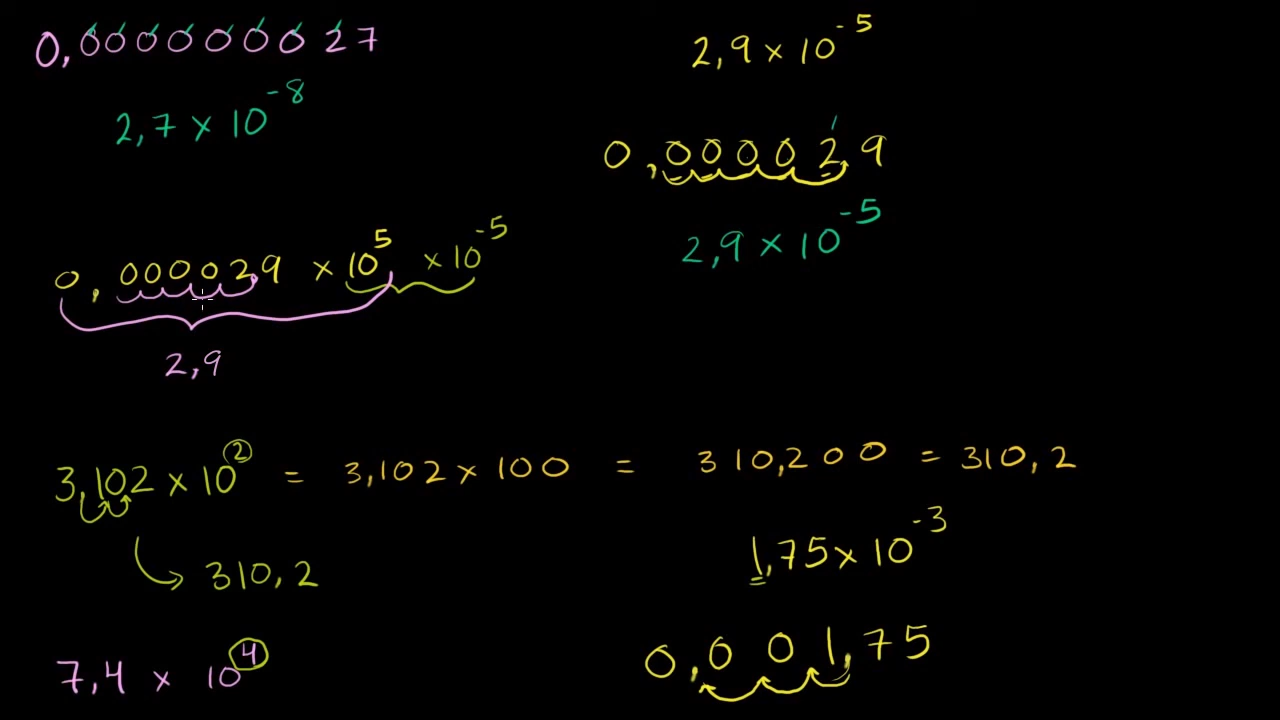 0,000000027
2,7 × 10⁻⁸
2,9 × 10⁻⁵
0,00002,9
2,9 × 10⁻⁵
0,000029 × 10⁵ × 10⁻⁵
2,9
3,102 × 10² = 3,102 × 100 = 310,200 = 310,2
310,2
1,75 × 10⁻³
7,4 × 10⁴
0,001,75